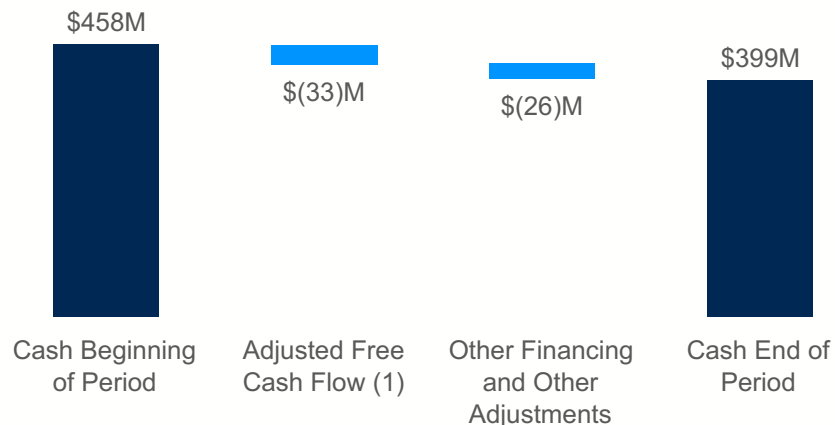 $458M
$(33)M
$(26)M
$399M
Cash Beginning
of Period
Adjusted Free
Cash Flow (1)
Other Financing
and Other
Adjustments
Cash End of
Period